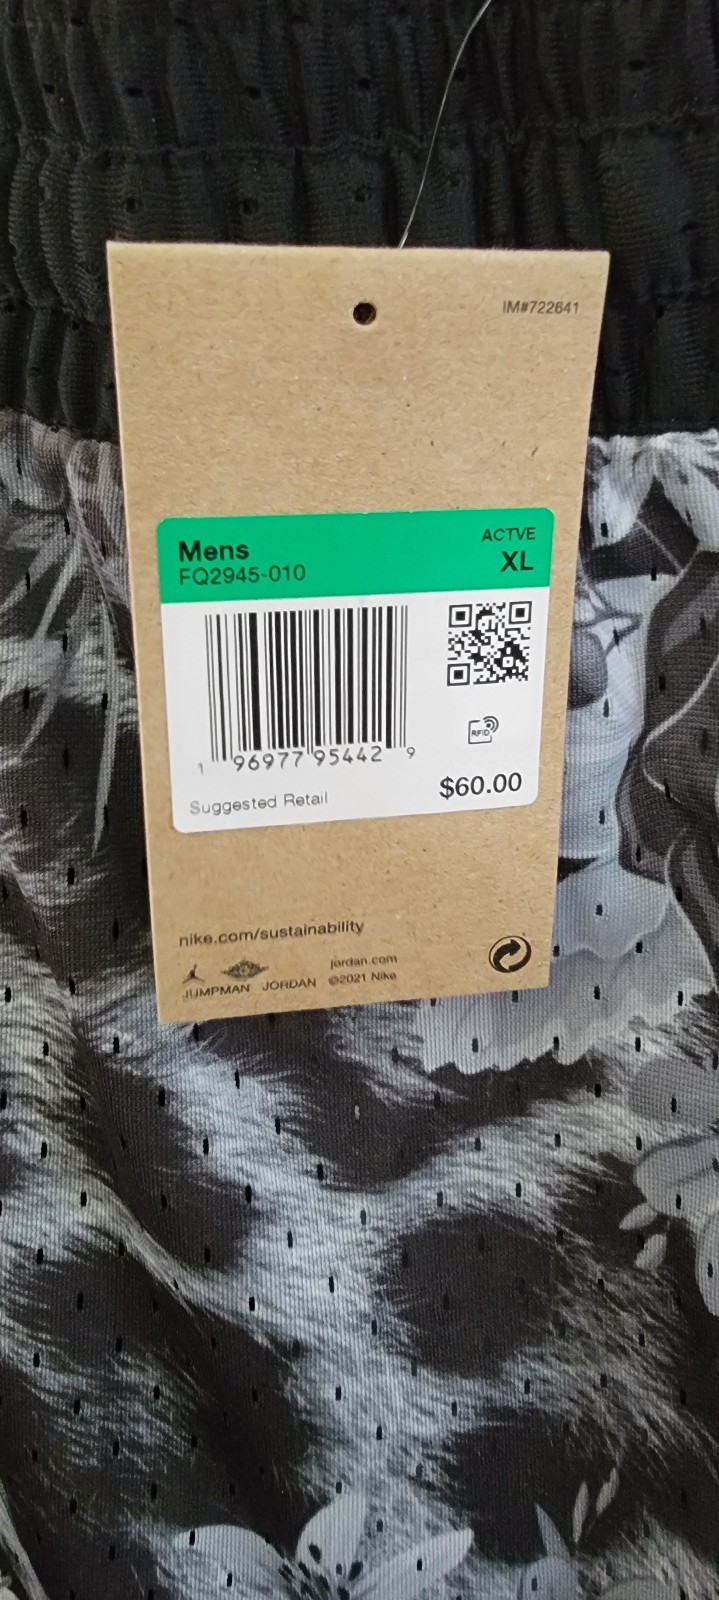 IM#722641
Mens
FQ2945-010
ACTVE
XL
1 96977 95442 9
RFID
Suggested Retail
$60.00
nike.com/sustainability
JUMPMAN JORDAN
jordan.com
©2021 Nike